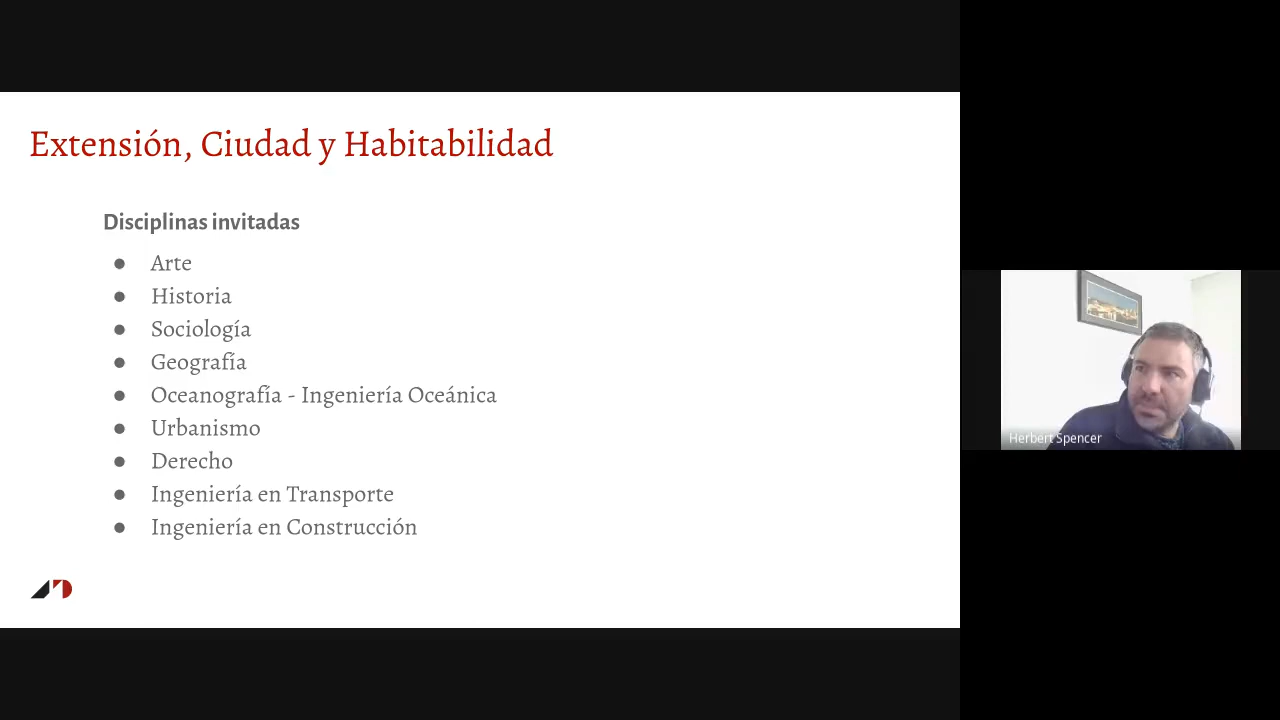 Extensión, Ciudad y Habitabilidad
Disciplinas invitadas
● Arte
● Historia
● Sociología
● Geografía
● Oceanografía - Ingeniería Oceánica
● Urbanismo
● Derecho
● Ingeniería en Transporte
● Ingeniería en Construcción
Herbert Spencer